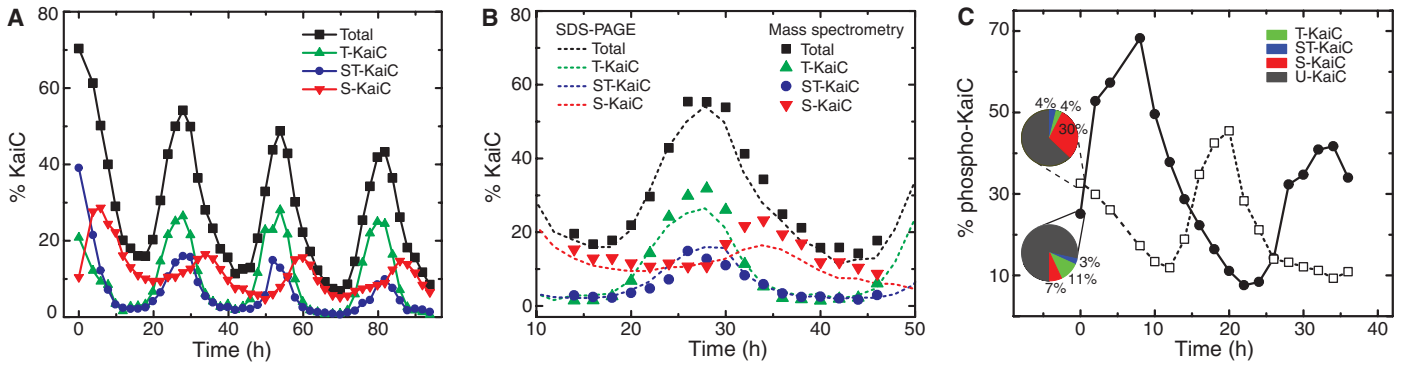 A
% KaiC
80
60
40
20
0
Total
T-KaiC
ST-KaiC
S-KaiC
0 20 40 60 80
Time (h)
B
% KaiC
80
60
40
20
0
SDS-PAGE
Total
T-KaiC
ST-KaiC
S-KaiC
Mass spectrometry
Total
T-KaiC
ST-KaiC
S-KaiC
10 20 30 40 50
Time (h)
C
% phospho-KaiC
70
50
30
10
T-KaiC
ST-KaiC
S-KaiC
U-KaiC
4% 4%
30%
3%
11%
7%
0 10 20 30 40
Time (h)